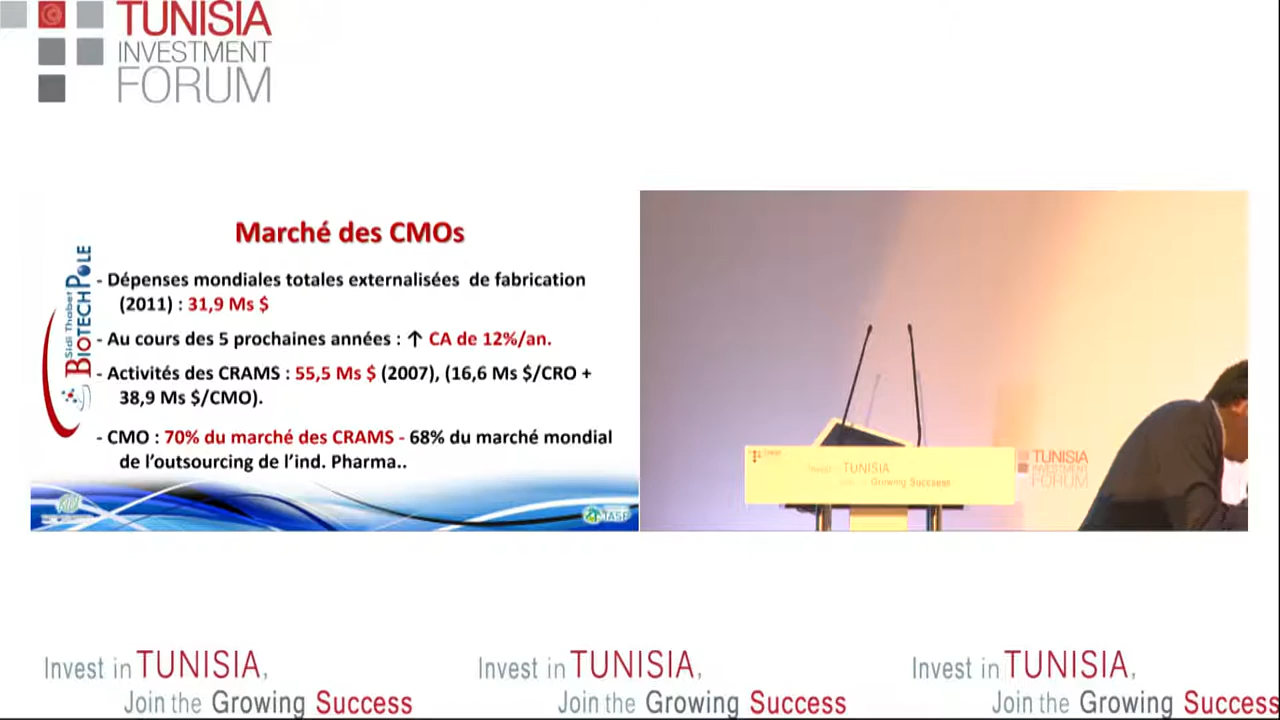 TUNISIA
INVESTMENT
FORUM
Marché des CMOs
Sidi Thabet
BIOTECHPOLE
- Dépenses mondiales totales externalisées de fabrication
(2011) : 31,9 Ms $
- Au cours des 5 prochaines années : ↑ CA de 12%/an.
- Activités des CRAMS : 55,5 Ms $ (2007), (16,6 Ms $/CRO +
38,9 Ms $/CMO).
- CMO : 70% du marché des CRAMS - 68% du marché mondial
de l'outsourcing de l'ind. Pharma..
IASP
TUNISIA
Growing Success
TUNISIA
INVESTMENT
FORUM
Invest in TUNISIA,
Join the Growing Success
Invest in TUNISIA,
Join the Growing Success
Invest in TUNISIA,
Join the Growing Success